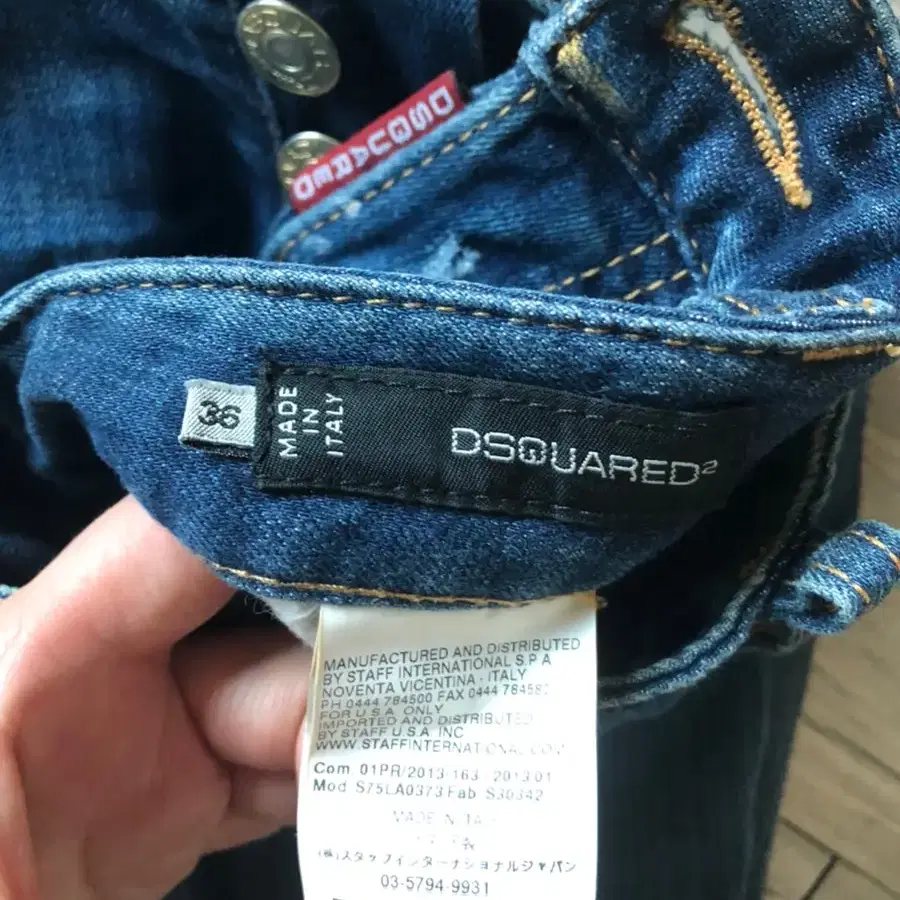 DSQUARED
36
MADE
IN
ITALY
DSQUARED²
MANUFACTURED AND DISTRIBUTED
BY STAFF INTERNATIONAL S.P.A
NOVENTA VICENTINA - ITALY
PH 0444 784500 FAX 0444 784582
FOR U.S.A. ONLY
IMPORTED AND DISTRIBUTED
BY STAFF U.S.A. INC
WWW.STAFFINTERNATIONAL.COM
Com 01PR/2013 163 2013 01
Mod S75LA0373 Fab S30342
MADE IN ITALY
(株)スタッフインターナショナルジャパン
03-5794-9931